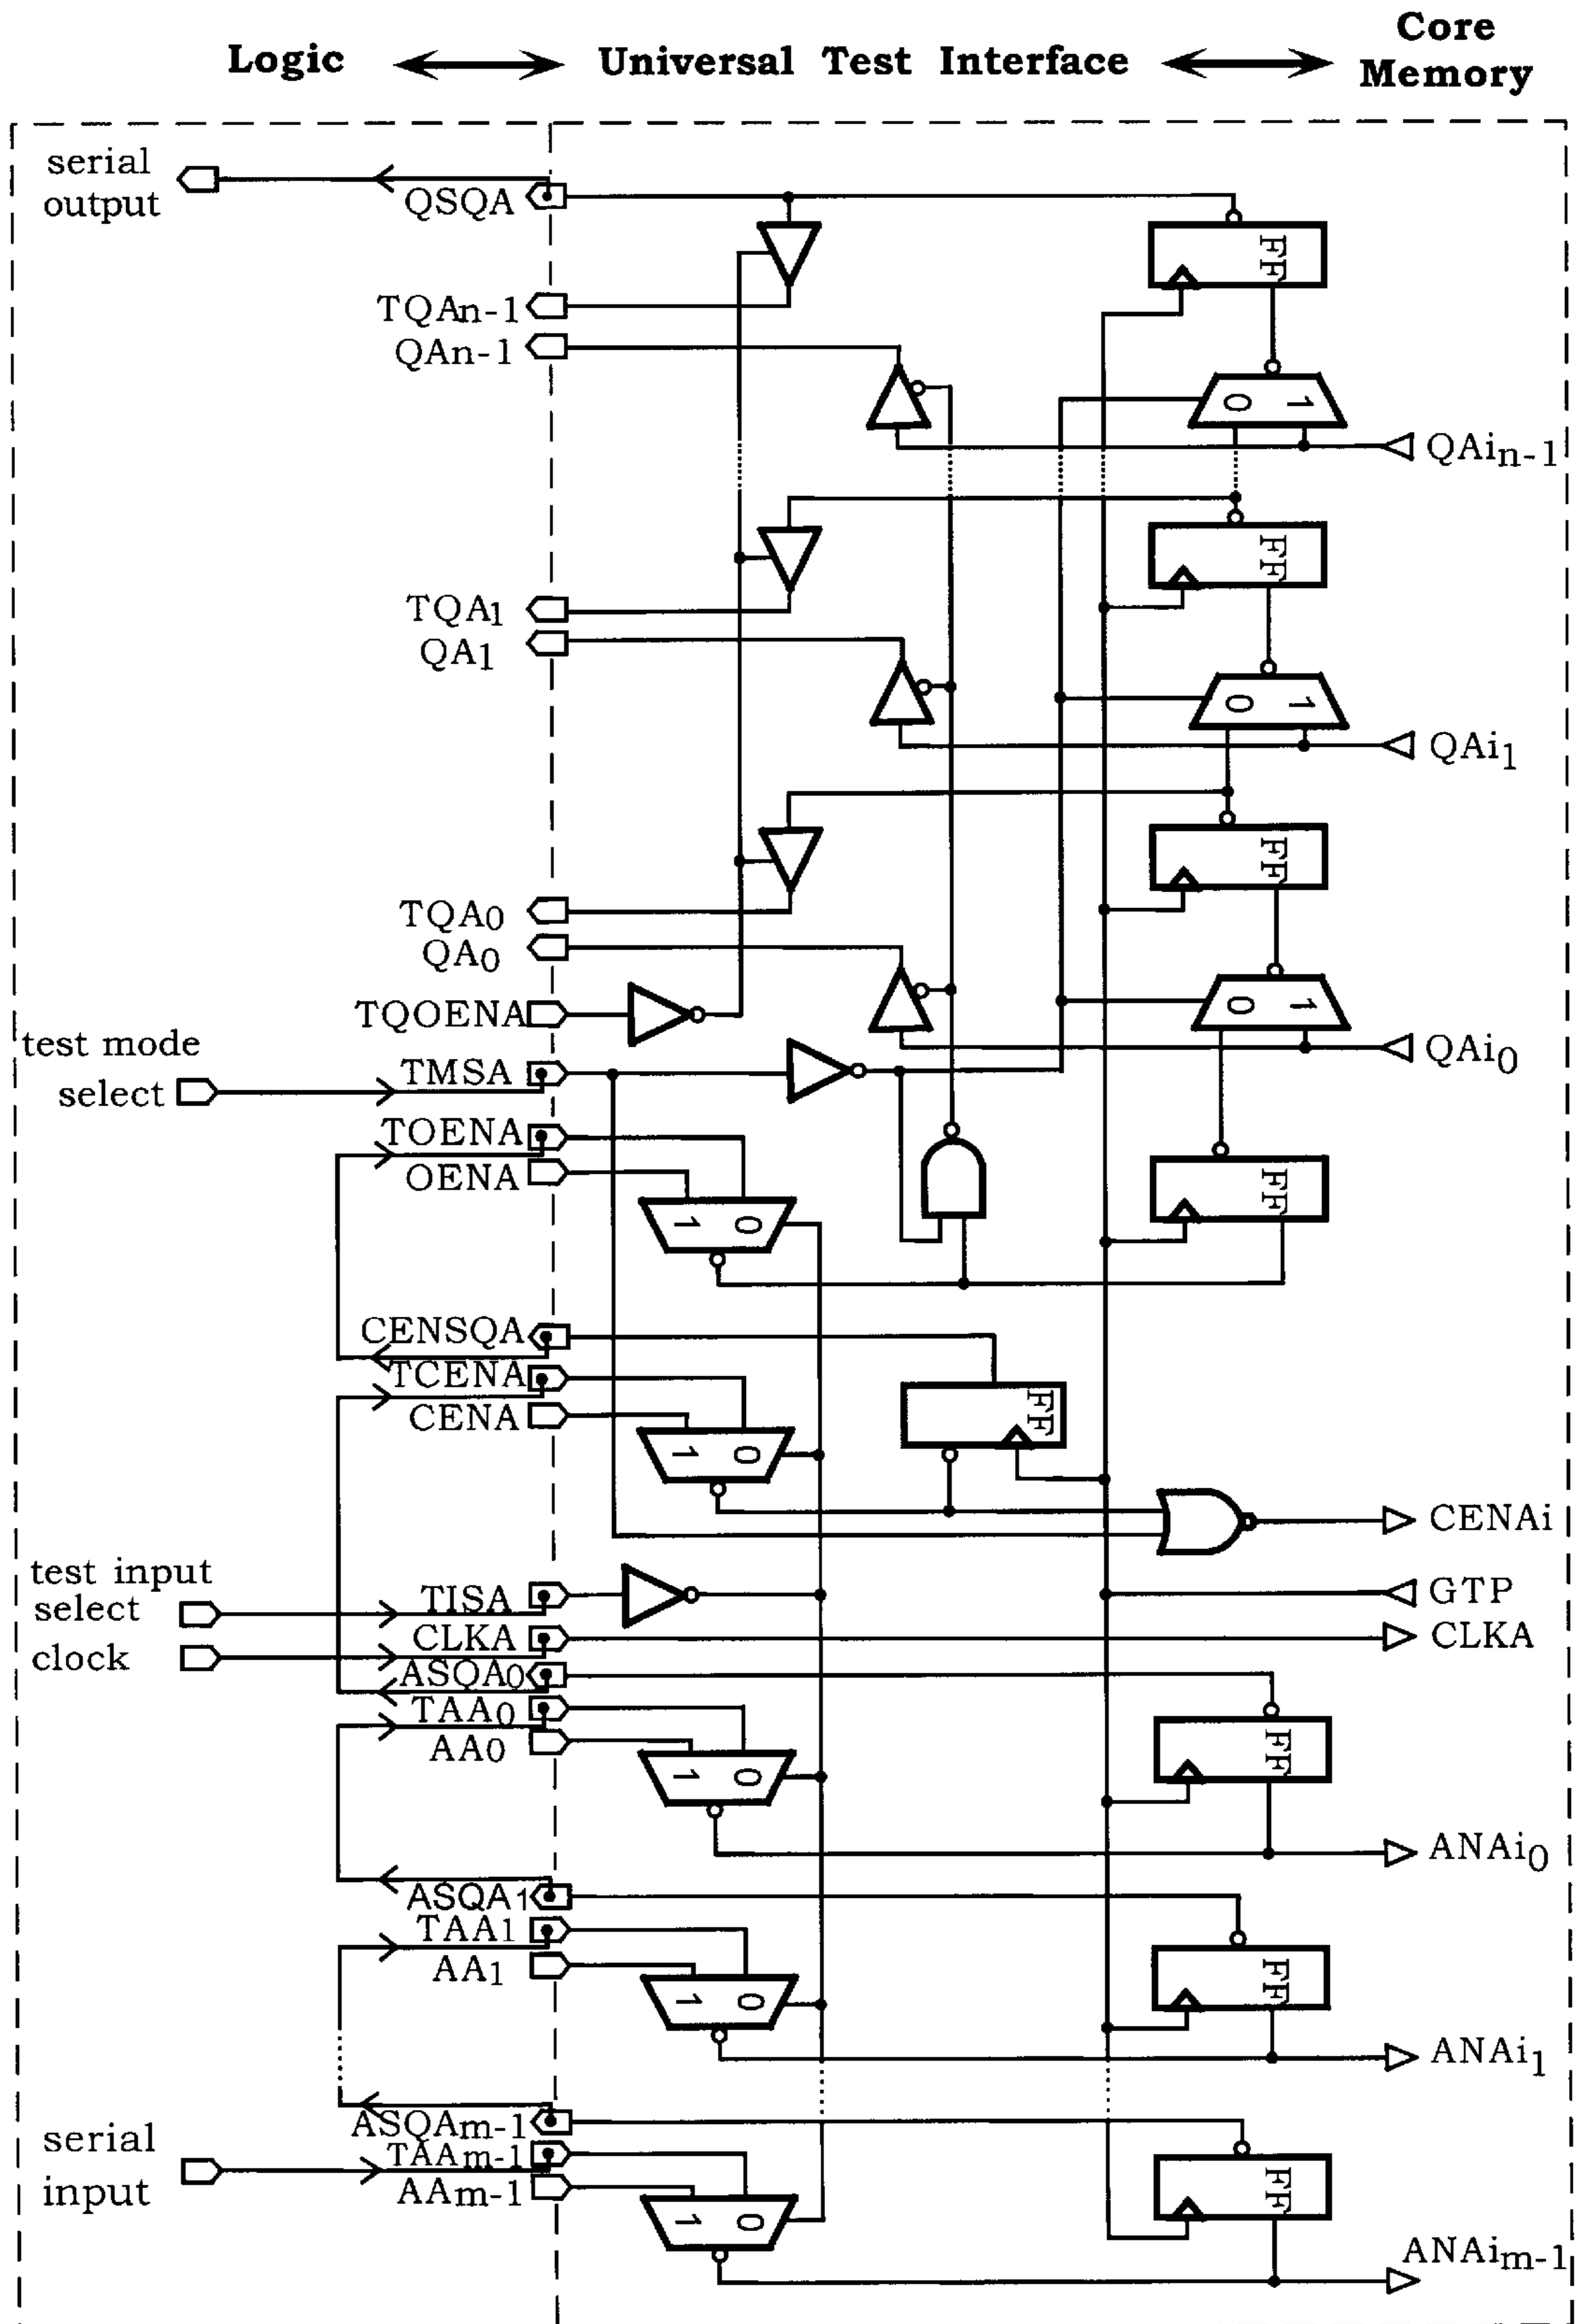 Logic Universal Test Interface Core Memory
serial output
QSQA
FF
TQAn-1
QAn-1
0 1
QAin-1
FF
TQA1
QA1
0 1
QAi1
FF
TQA0
QA0
0 1
TQOENA
QAi0
test mode select
TMSA
TOENA
OENA
FF
1 0
CENSQA
TCENA
CENA
FF
1 0
CENAi
test input select
TISA
GTP
clock
CLKA
CLKA
ASQA0
TAA0
AA0
FF
1 0
ANAi0
ASQA1
TAA1
AA1
FF
1 0
ANAi1
ASQAm-1
serial input
TAAm-1
AAm-1
FF
1 0
ANAim-1